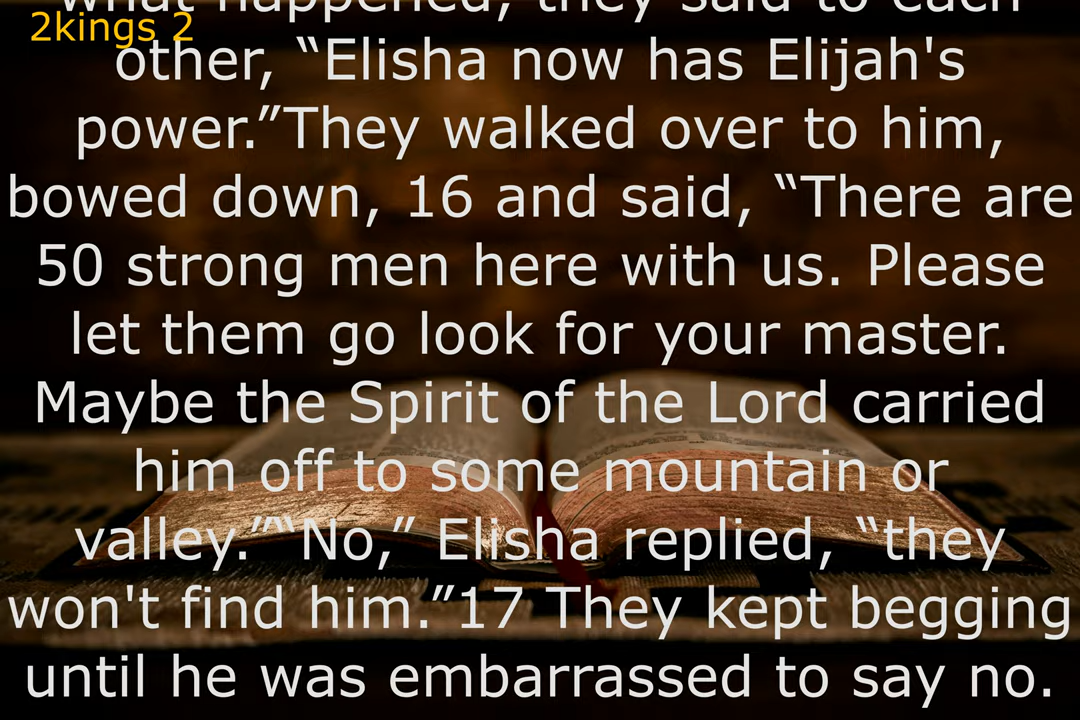 what happened, they said to each
2kings 2
other, “Elisha now has Elijah's
power.”They walked over to him,
bowed down, 16 and said, “There are
50 strong men here with us. Please
let them go look for your master.
Maybe the Spirit of the Lord carried
him off to some mountain or
valley.”“No,” Elisha replied, “they
won't find him.”17 They kept begging
until he was embarrassed to say no.